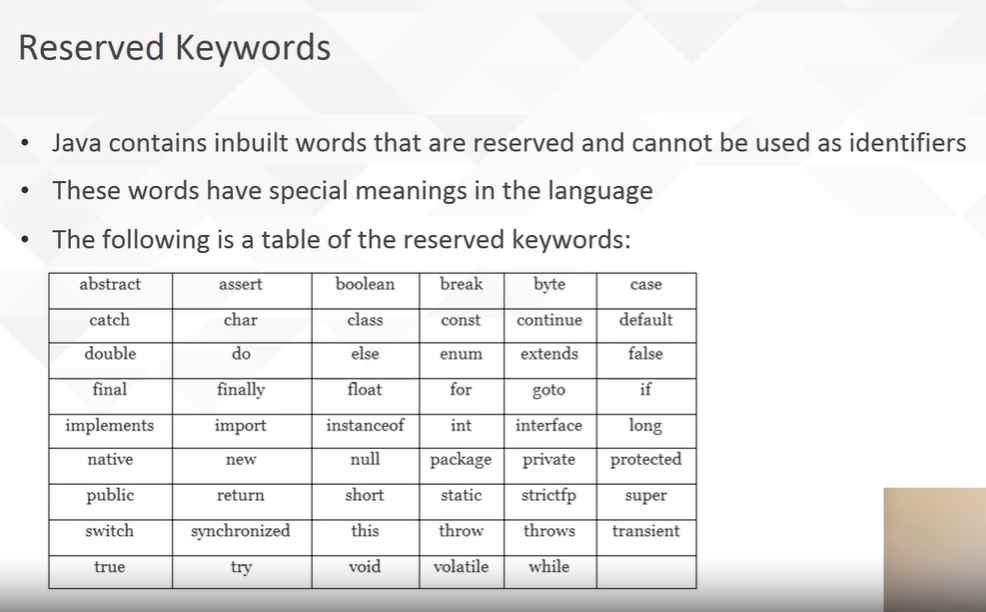 Reserved Keywords
• Java contains inbuilt words that are reserved and cannot be used as identifiers
• These words have special meanings in the language
• The following is a table of the reserved keywords:
abstract assert boolean break byte case
catch char class const continue default
double do else enum extends false
final finally float for goto if
implements import instanceof int interface long
native new null package private protected
public return short static strictfp super
switch synchronized this throw throws transient
true try void volatile while